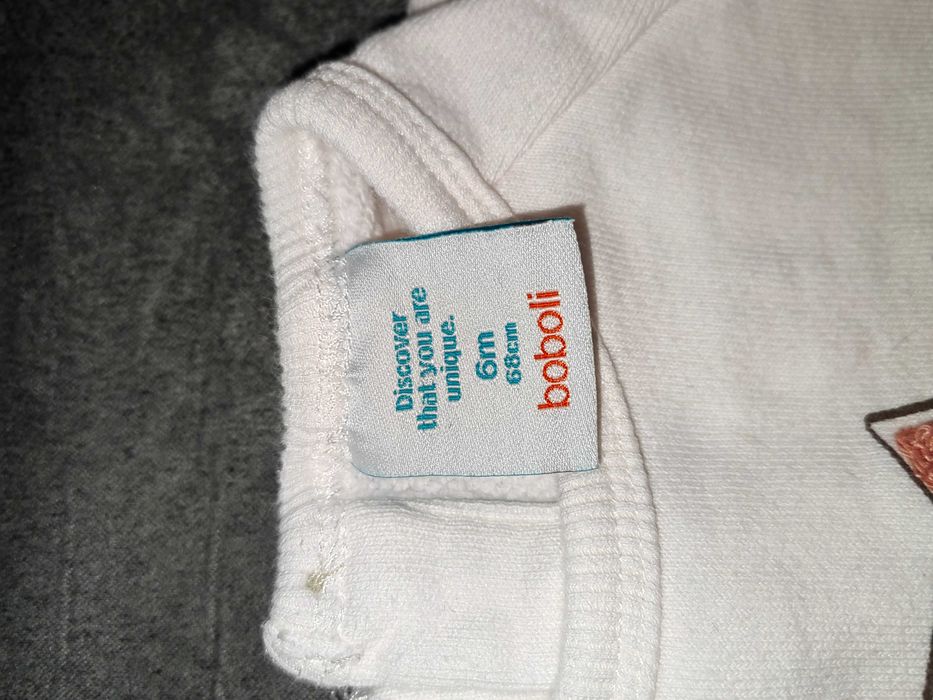 Discover
that you are
unique.
6m
68cm
boboli